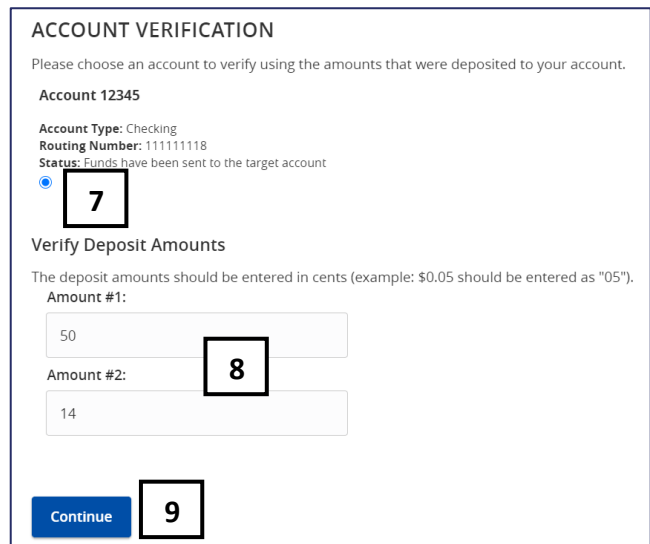 ACCOUNT VERIFICATION
Please choose an account to verify using the amounts that were deposited to your account.
Account 12345
Account Type: Checking
Routing Number: 111111118
Status: Funds have been sent to the target account
7
Verify Deposit Amounts
The deposit amounts should be entered in cents (example: $0.05 should be entered as "05").
Amount #1:
50
8
Amount #2:
14
Continue
9